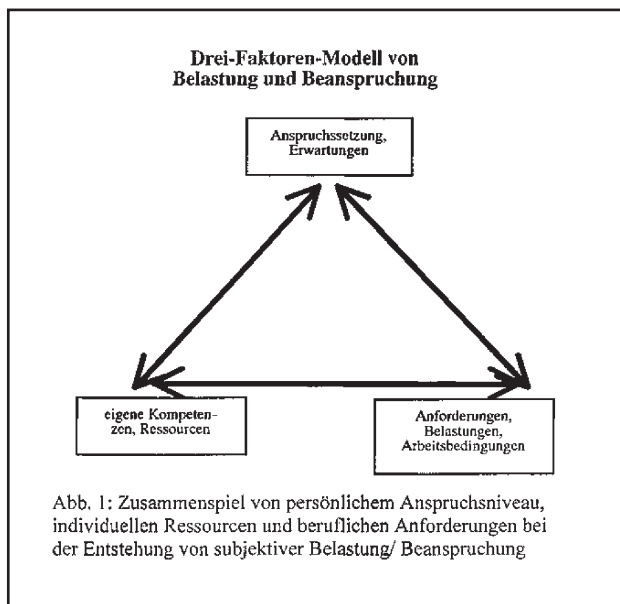 Drei-Faktoren-Modell von
Belastung und Beanspruchung
Anspruchssetzung,
Erwartungen
eigene Kompeten-
zen, Ressourcen
Anforderungen,
Belastungen,
Arbeitsbedingungen
Abb. 1: Zusammenspiel von persönlichem Anspruchsniveau,
individuellen Ressourcen und beruflichen Anforderungen bei
der Entstehung von subjektiver Belastung/ Beanspruchung